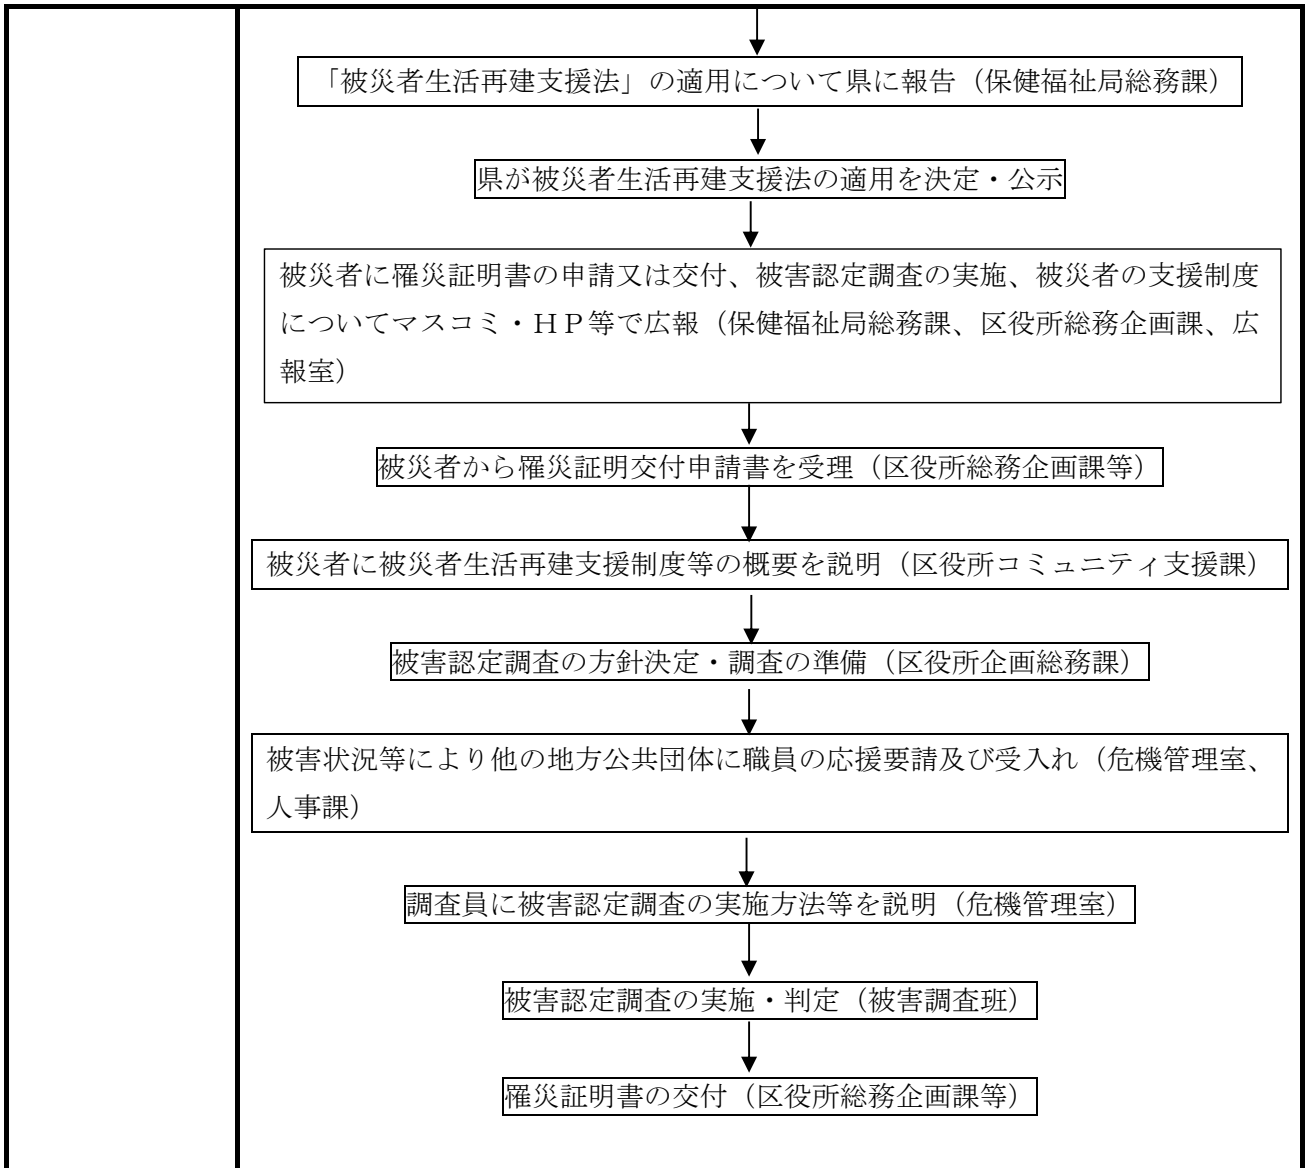 「被災者生活再建支援法」の適用について県に報告（保健福祉局総務課）
県が被災者生活再建支援法の適用を決定・公示
被災者に罹災証明書の申請又は交付、被害認定調査の実施、被災者の支援制度
についてマスコミ・ＨＰ等で広報（保健福祉局総務課、区役所総務企画課、広
報室）
被災者から罹災証明交付申請書を受理（区役所総務企画課等）
被災者に被災者生活再建支援制度等の概要を説明（区役所コミュニティ支援課）
被害認定調査の方針決定・調査の準備（区役所企画総務課）
被害状況等により他の地方公共団体に職員の応援要請及び受入れ（危機管理室、
人事課）
調査員に被害認定調査の実施方法等を説明（危機管理室）
被害認定調査の実施・判定（被害調査班）
罹災証明書の交付（区役所総務企画課等）